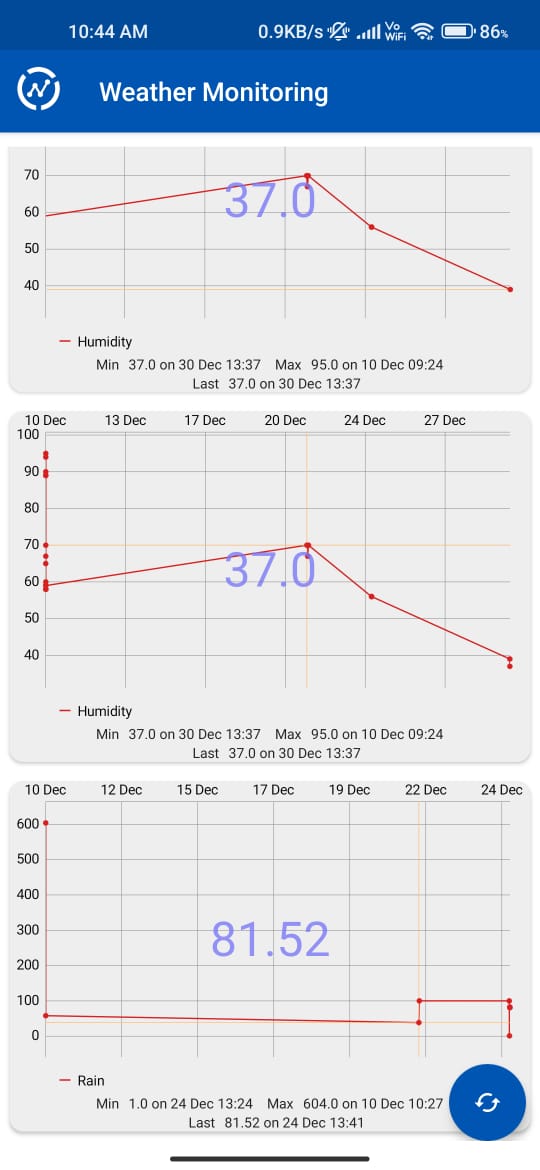 10:44 AM 0.9KB/s Vo WiFi 86%
Weather Monitoring
70
60
50
40
37.0
Humidity
Min 37.0 on 30 Dec 13:37 Max 95.0 on 10 Dec 09:24
Last 37.0 on 30 Dec 13:37
10 Dec 13 Dec 17 Dec 20 Dec 24 Dec 27 Dec
100
90
80
70
60
50
40
37.0
Humidity
Min 37.0 on 30 Dec 13:37 Max 95.0 on 10 Dec 09:24
Last 37.0 on 30 Dec 13:37
10 Dec 12 Dec 15 Dec 17 Dec 19 Dec 22 Dec 24 Dec
600
500
400
300
200
100
0
81.52
Rain
Min 1.0 on 24 Dec 13:24 Max 604.0 on 10 Dec 10:27
Last 81.52 on 24 Dec 13:41